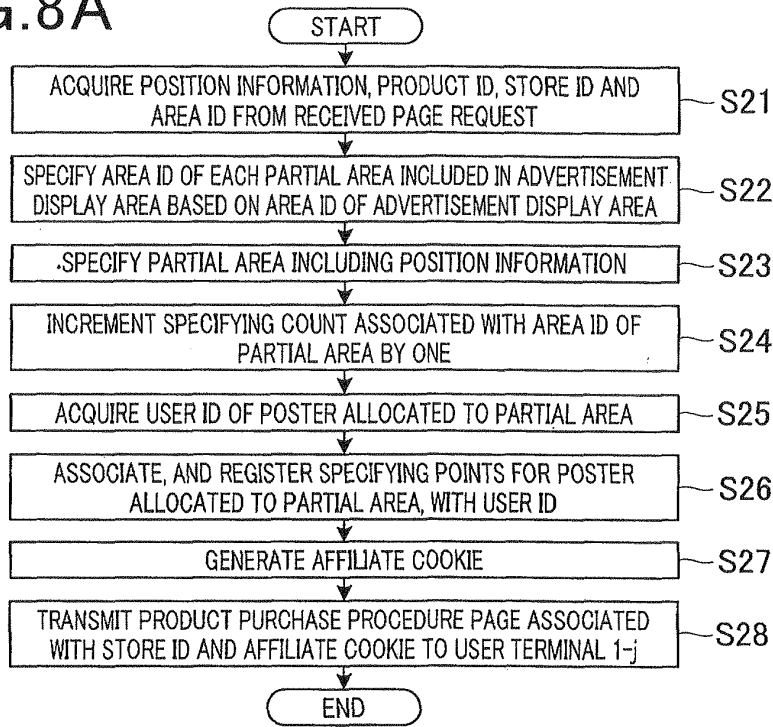 G.8A
START
ACQUIRE POSITION INFORMATION, PRODUCT ID, STORE ID AND
AREA ID FROM RECEIVED PAGE REQUEST
S21
SPECIFY AREA ID OF EACH PARTIAL AREA INCLUDED IN ADVERTISEMENT
DISPLAY AREA BASED ON AREA ID OF ADVERTISEMENT DISPLAY AREA
S22
SPECIFY PARTIAL AREA INCLUDING POSITION INFORMATION
S23
INCREMENT SPECIFYING COUNT ASSOCIATED WITH AREA ID OF
PARTIAL AREA BY ONE
S24
ACQUIRE USER ID OF POSTER ALLOCATED TO PARTIAL AREA
S25
ASSOCIATE, AND REGISTER SPECIFYING POINTS FOR POSTER
ALLOCATED TO PARTIAL AREA, WITH USER ID
S26
GENERATE AFFILIATE COOKIE
S27
TRANSMIT PRODUCT PURCHASE PROCEDURE PAGE ASSOCIATED
WITH STORE ID AND AFFILIATE COOKIE TO USER TERMINAL 1-j
S28
END